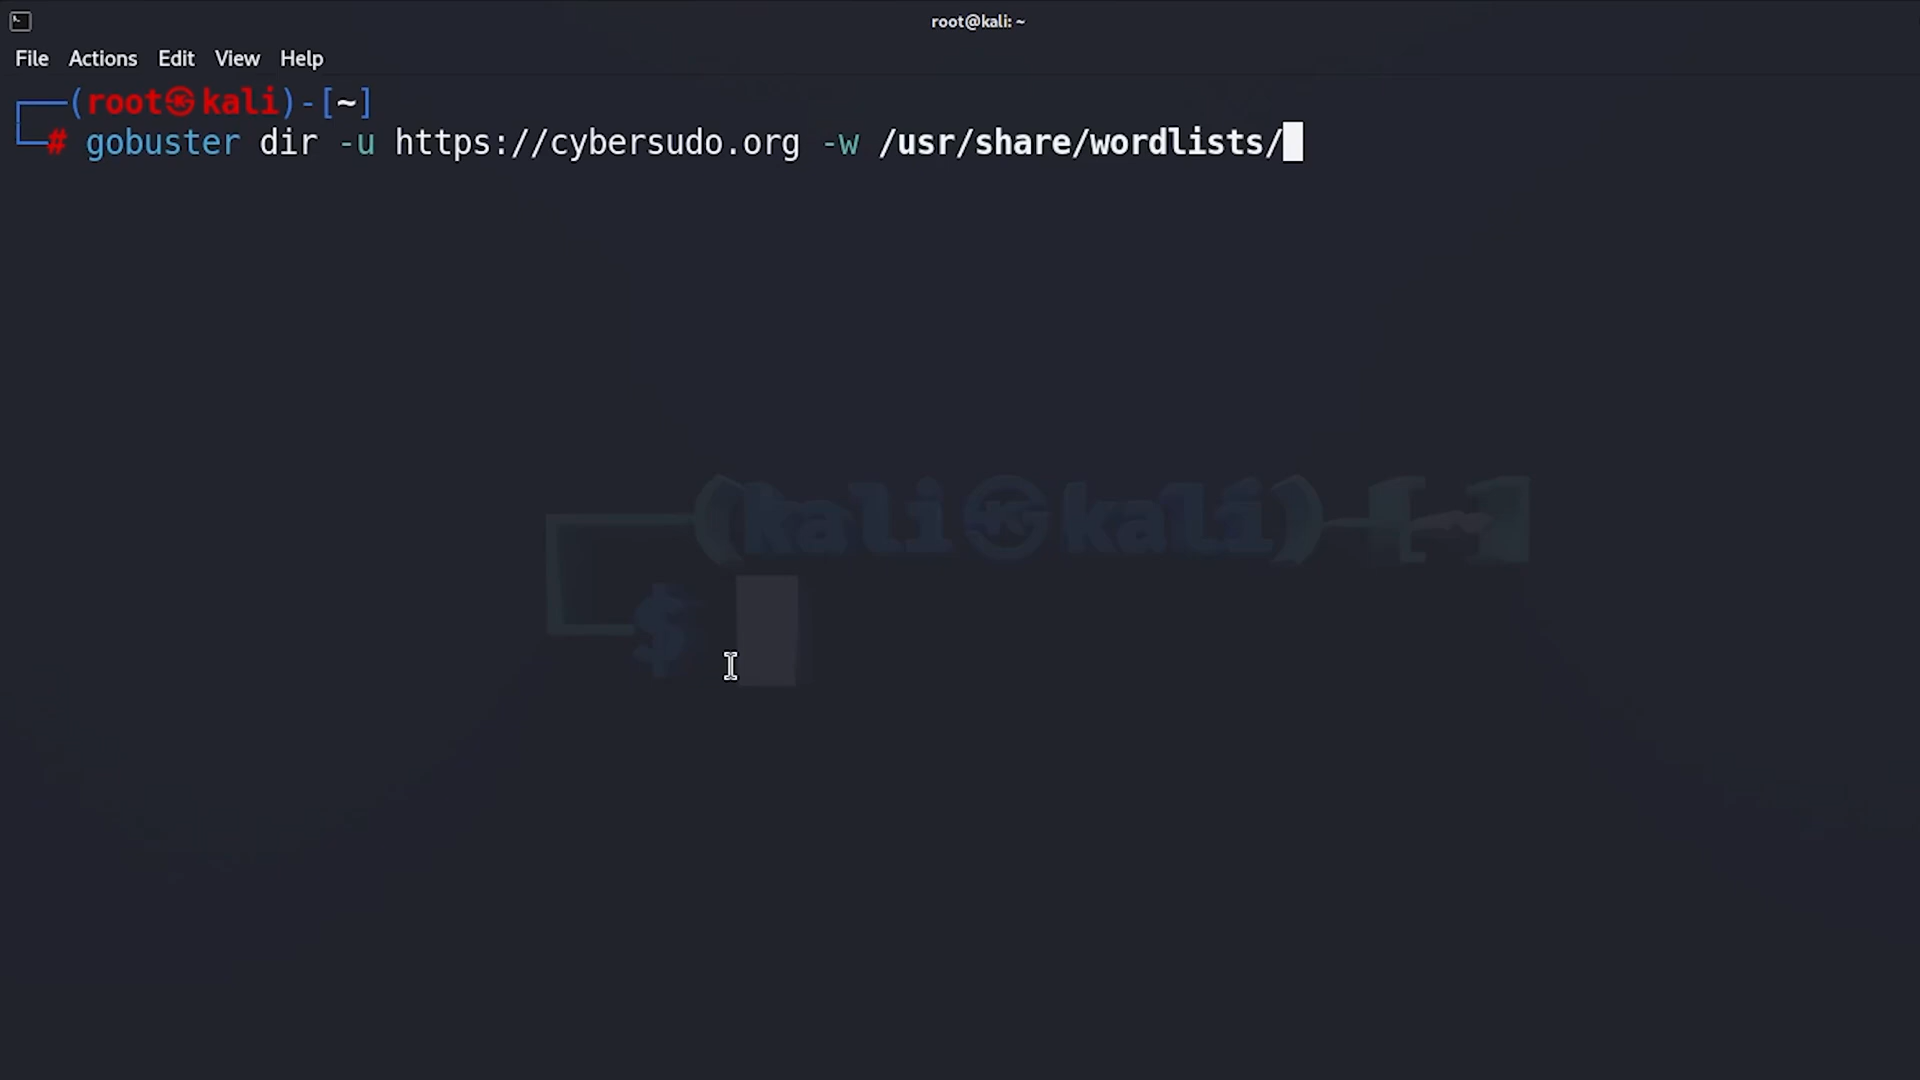 root@kali: ~
File Actions Edit View Help
┌──(root㉿kali)-[~]
└─# gobuster dir -u https://cybersudo.org -w /usr/share/wordlists/
┌──(kali㉿kali)-[~]
└─$